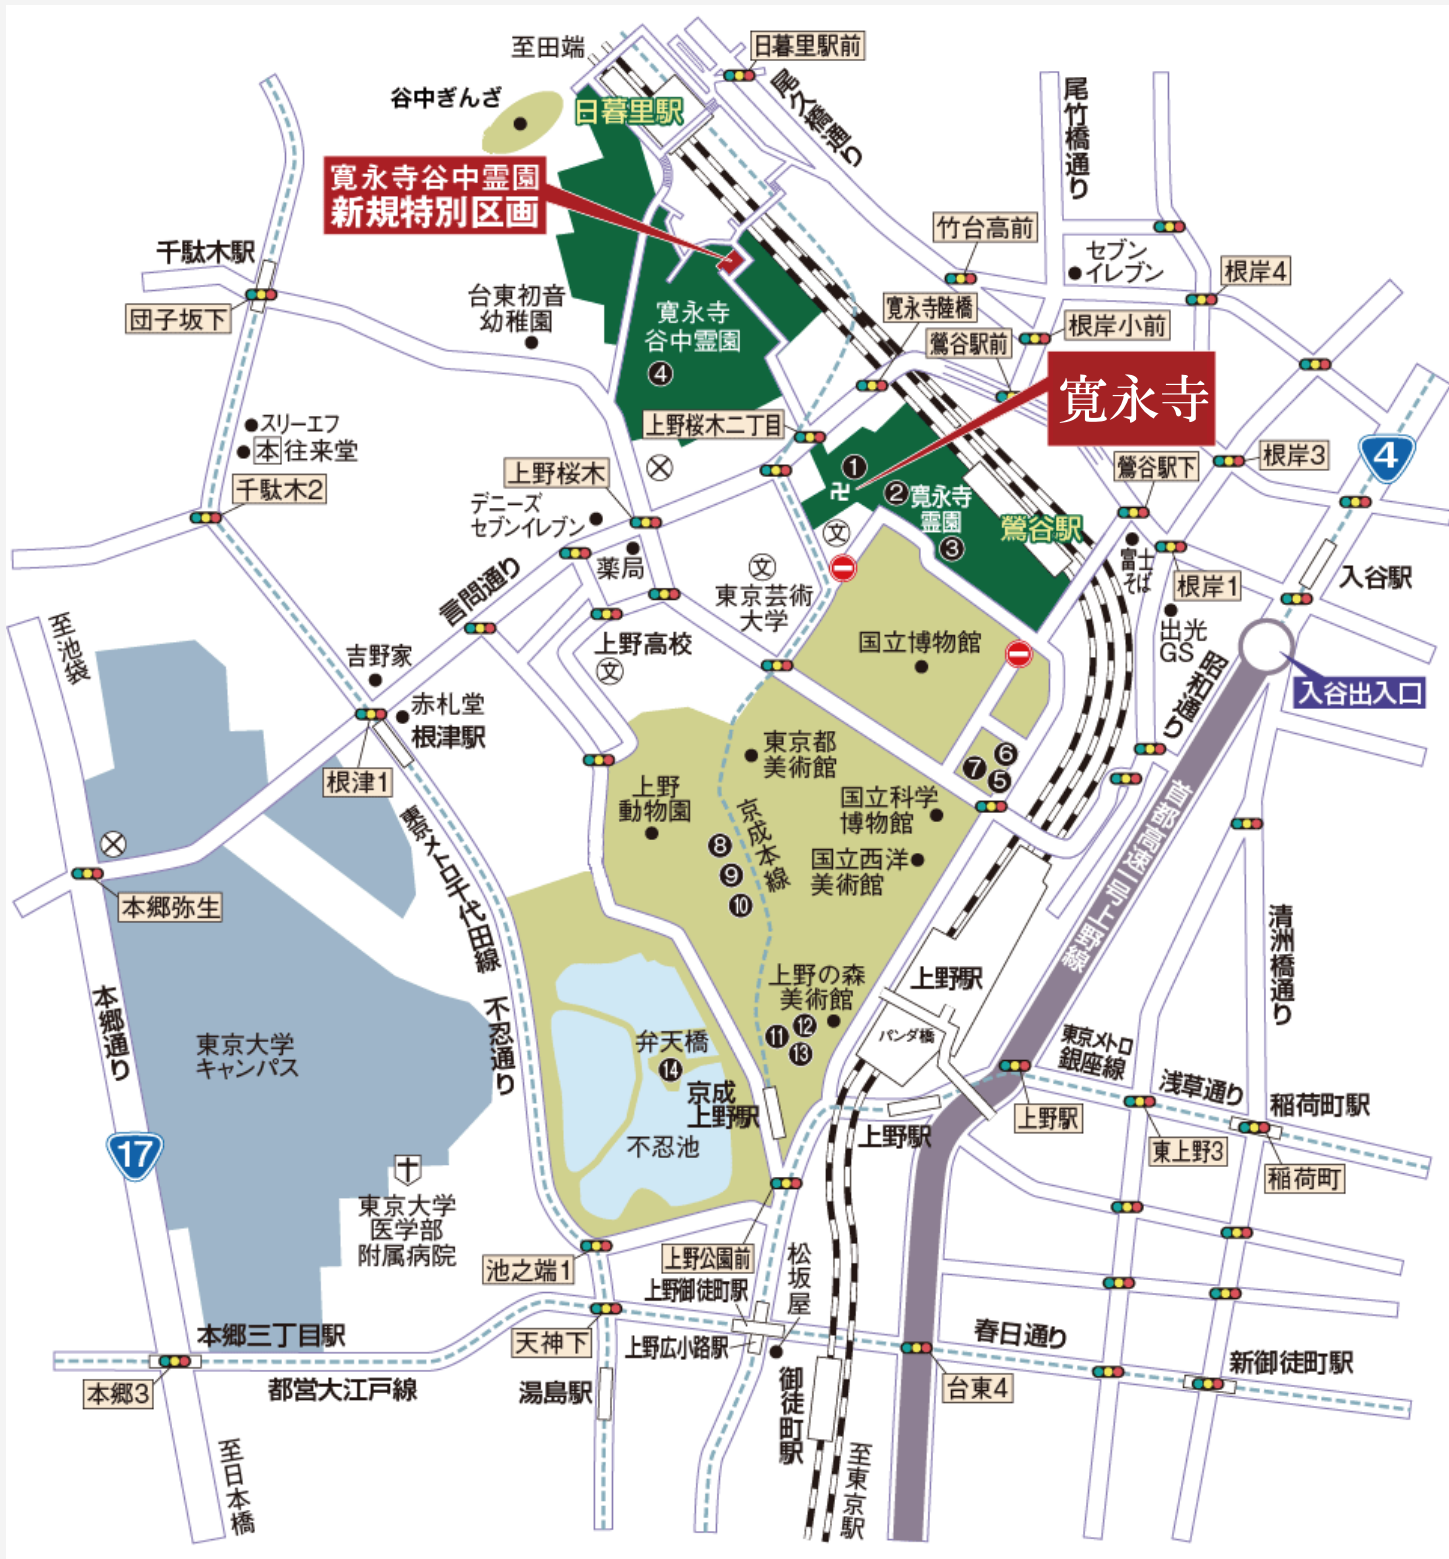 至田端
日暮里駅前
尾久橋通り
尾竹橋通り
谷中ぎんざ
日暮里駅
寛永寺谷中霊園
新規特別区画
竹台高前
セブン
イレブン
根岸4
千駄木駅
団子坂下
台東初音
幼稚園
寛永寺
谷中霊園
4
寛永寺陸橋
鶯谷駅前
根岸小前
寛永寺
スリーエフ
本往来堂
千駄木2
上野桜木二丁目
上野桜木
デニーズ
セブンイレブン
薬局
1
卍
2
寛永寺
霊園
3
鶯谷駅
鶯谷駅下
根岸3
4
富士
そば
根岸1
入谷駅
文
文
東京芸術
大学
言問通り
上野高校
文
国立博物館
出光
GS
昭和通り
入谷出入口
至池袋
吉野家
赤札堂
根津駅
根津1
東京都
美術館
6
7
5
上野
動物園
京成本線
国立科学
博物館
国立西洋
美術館
8
9
10
首都高速一号上野線
清洲橋通り
本郷弥生
東京メトロ千代田線
不忍通り
本郷通り
東京大学
キャンパス
上野の森
美術館
11
12
13
上野駅
パンダ橋
弁天橋
14
京成
上野駅
不忍池
上野駅
上野駅
東京メトロ
銀座線
浅草通り
稲荷町駅
東上野3
稲荷町
17
東京大学
医学部
附属病院
池之端1
上野公園前
松坂屋
上野御徒町駅
天神下
上野広小路駅
本郷三丁目駅
本郷3
都営大江戸線
湯島駅
御徒町駅
春日通り
台東4
新御徒町駅
至日本橋
至東京駅